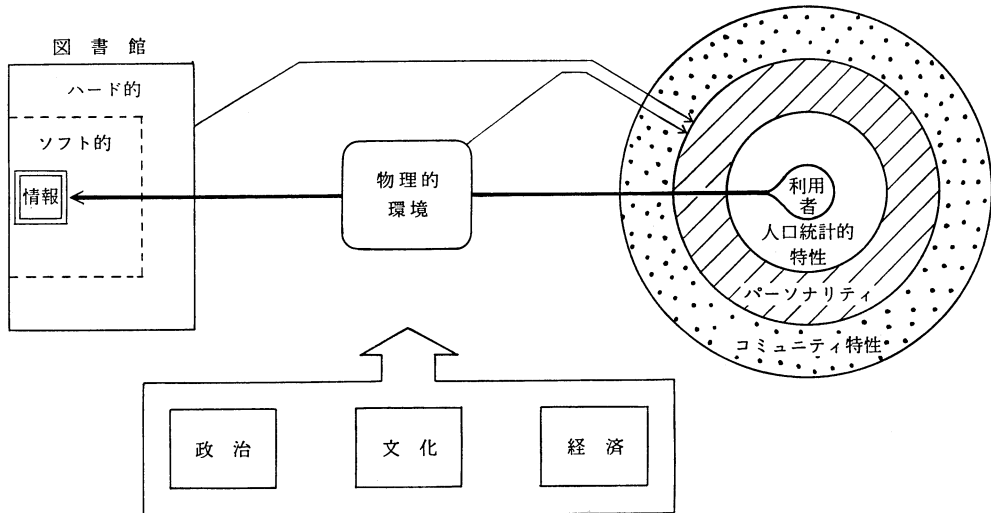 図書館
ハード的
ソフト的
情報
物理的
環境
利用
者
人口統計的
特性
パーソナリティ
コミュニティ特性
政治
文化
経済